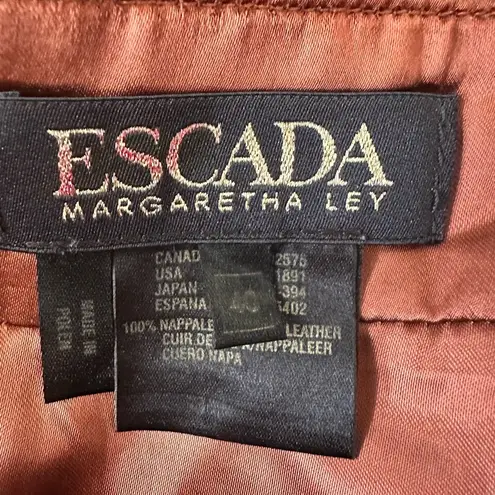 ESCADA
MARGARETHA LEY
CANAD 2575
USA 1891
JAPAN -394
ESPANA 402
40
100% NAPPALE LEATHER
CUIR DE /NAPPALEER
CUERO NAPA
MADE IN
POLEN